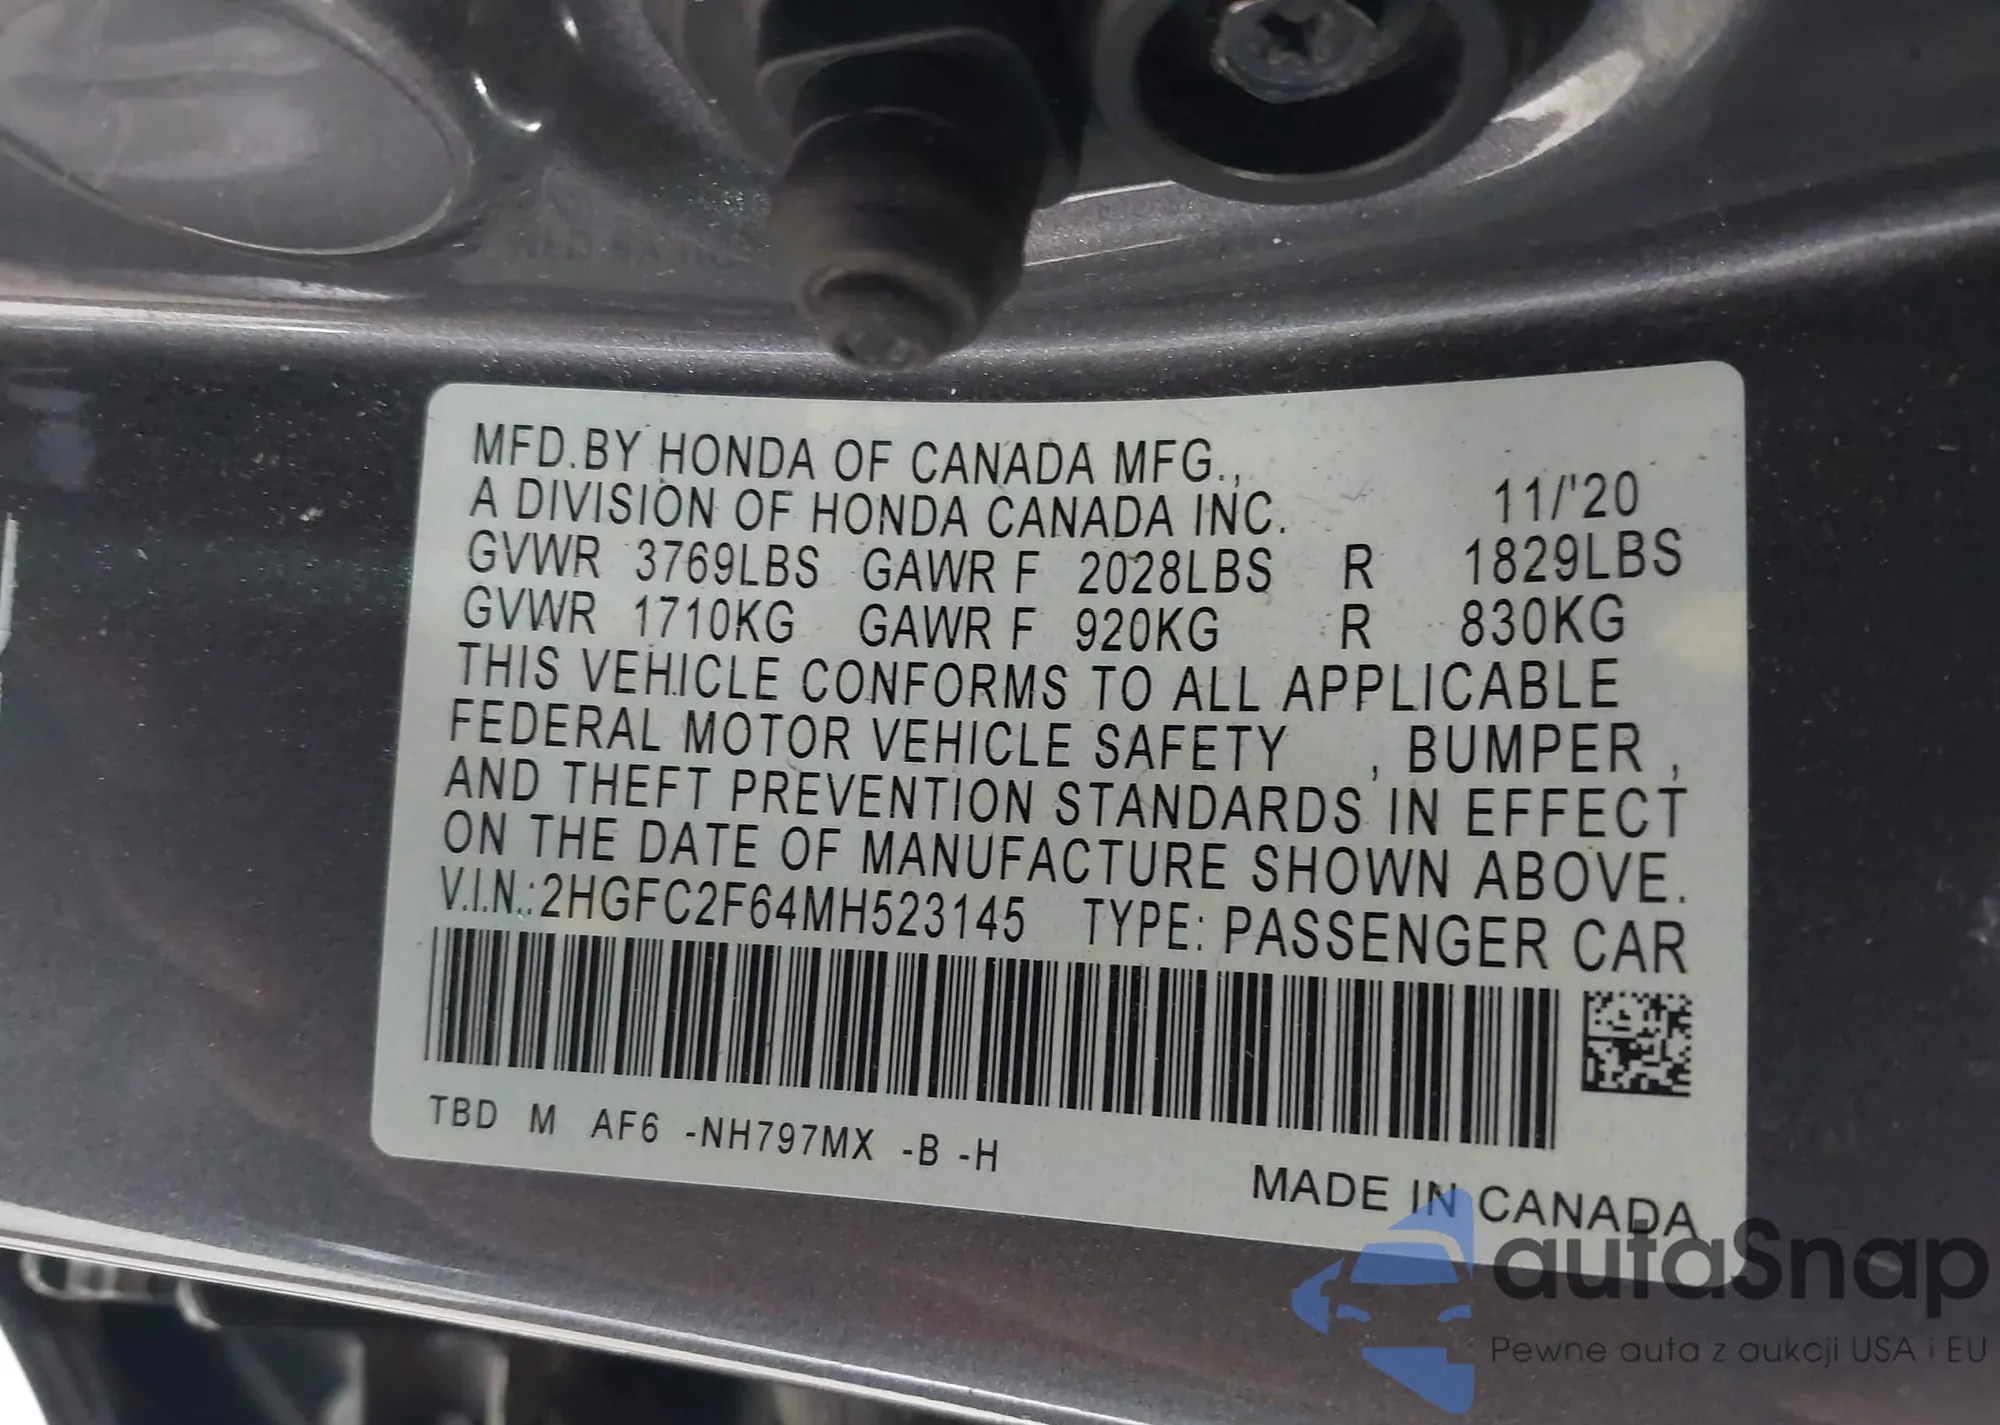 MFD.BY HONDA OF CANADA MFG.,
A DIVISION OF HONDA CANADA INC. 11/'20
GVWR 3769LBS GAWR F 2028LBS R 1829LBS
GVWR 1710KG GAWR F 920KG R 830KG
THIS VEHICLE CONFORMS TO ALL APPLICABLE
FEDERAL MOTOR VEHICLE SAFETY , BUMPER ,
AND THEFT PREVENTION STANDARDS IN EFFECT
ON THE DATE OF MANUFACTURE SHOWN ABOVE.
V.I.N.:2HGFC2F64MH523145 TYPE: PASSENGER CAR
TBD M AF6 -NH797MX -B -H
MADE IN CANADA
autaSnap
Pewne auta z aukcji USA i EU